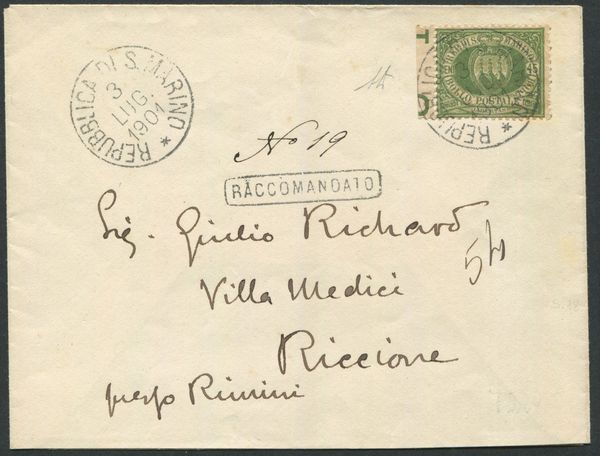 REPUBBLICA DI S. MARINO *
3
LUG.
1901
No 19
RACCOMANDATO
Sig. Giulio Richard
Villa Medici
Riccione
presso Rimini